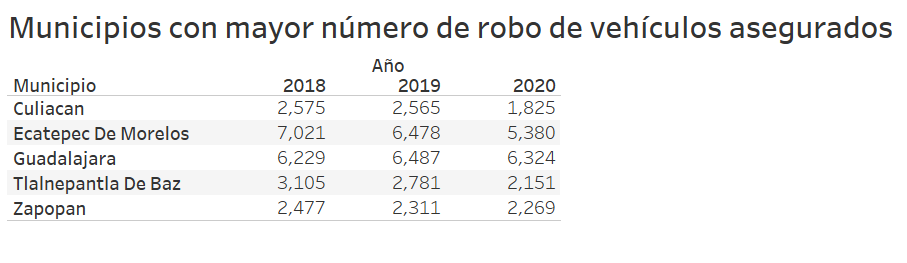 Municipios con mayor número de robo de vehículos asegurados
Año
Municipio 2018 2019 2020
Culiacan 2,575 2,565 1,825
Ecatepec De Morelos 7,021 6,478 5,380
Guadalajara 6,229 6,487 6,324
Tlalnepantla De Baz 3,105 2,781 2,151
Zapopan 2,477 2,311 2,269